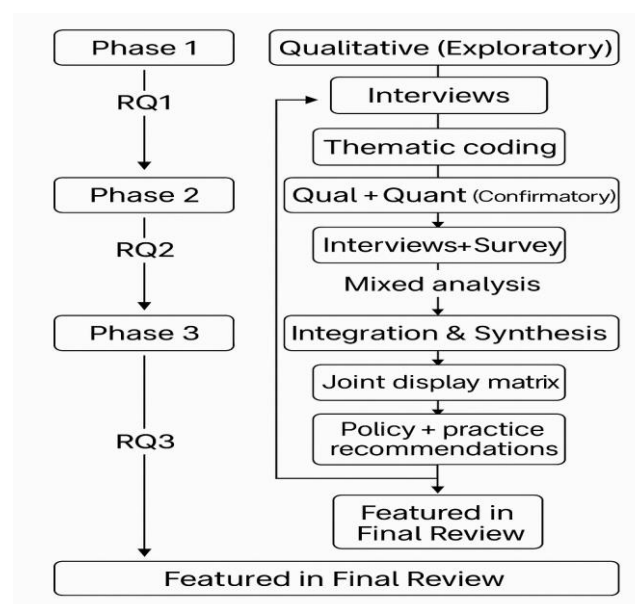 Phase 1
RQ1
Phase 2
RQ2
Phase 3
RQ3
Qualitative (Exploratory)
Interviews
Thematic coding
Qual + Quant (Confirmatory)
Interviews+Survey
Mixed analysis
Integration & Synthesis
Joint display matrix
Policy + practice
recommendations
Featured in
Final Review
Featured in Final Review